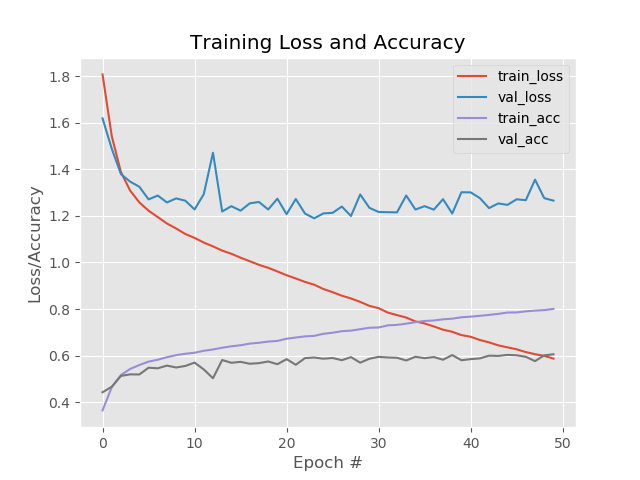 Training Loss and Accuracy
train_loss
val_loss
train_acc
val_acc
Loss/Accuracy
1.8
1.6
1.4
1.2
1.0
0.8
0.6
0.4
0 10 20 30 40 50
Epoch #